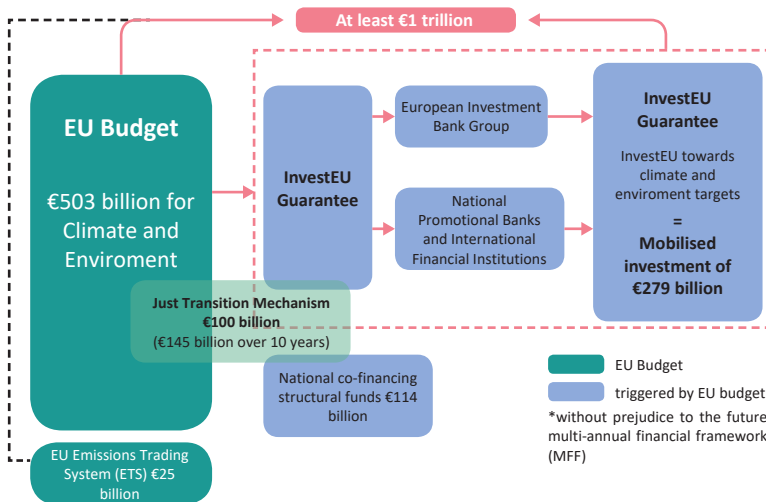 At least €1 trillion
EU Budget
€503 billion for
Climate and
Enviroment
InvestEU
Guarantee
European Investment
Bank Group
National
Promotional Banks
and International
Financial Institutions
InvestEU
Guarantee
InvestEU towards
climate and
enviroment targets
=
Mobilised
investment of
€279 billion
Just Transition Mechanism
€100 billion
(€145 billion over 10 years)
National co-financing
structural funds €114
billion
EU Emissions Trading
System (ETS) €25
billion
EU Budget
triggered by EU budget
*without prejudice to the future
multi-annual financial framework
(MFF)